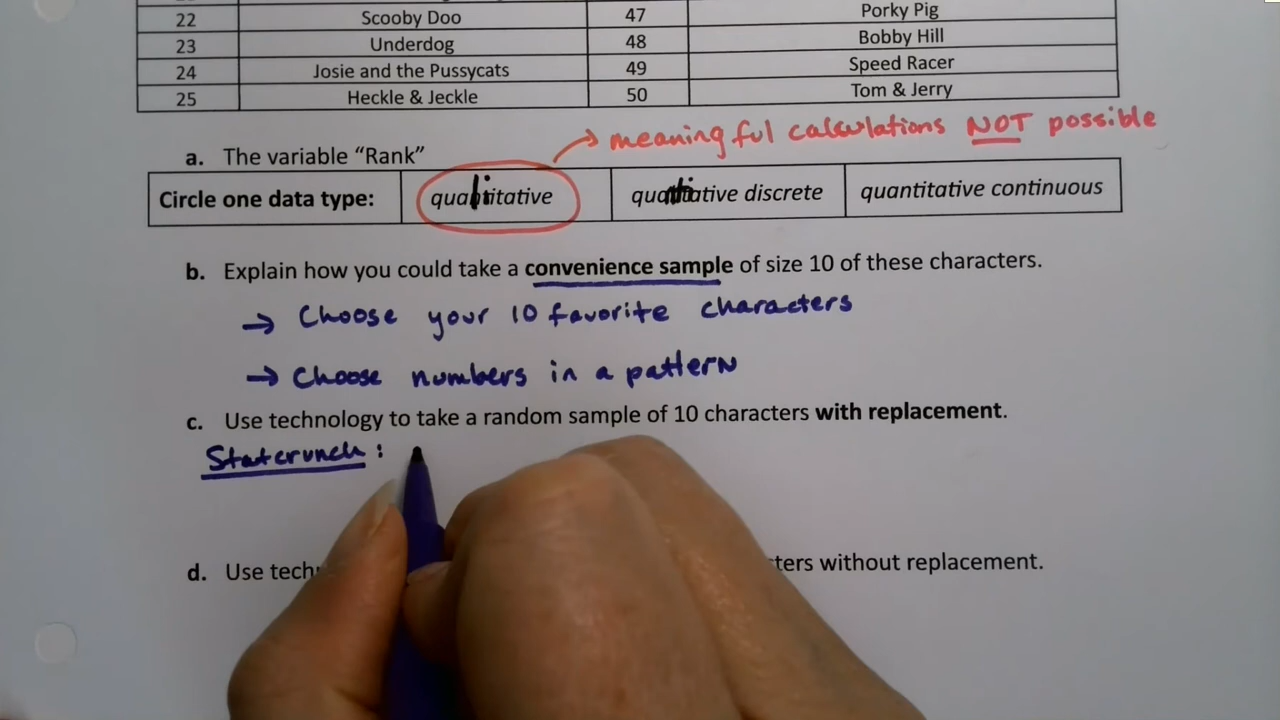 22 Scooby Doo 47 Porky Pig
23 Underdog 48 Bobby Hill
24 Josie and the Pussycats 49 Speed Racer
25 Heckle & Jeckle 50 Tom & Jerry
→ meaningful calculations NOT possible
a. The variable “Rank”
Circle one data type: qualitative discrete quantitative continuous
b. Explain how you could take a convenience sample of size 10 of these characters.
→ Choose your 10 favorite characters
→ Choose numbers in a pattern
c. Use technology to take a random sample of 10 characters with replacement.
Statcrunch:
d. Use ters without replacement.